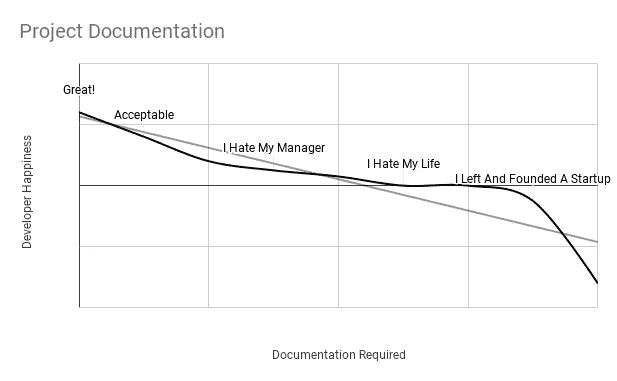 Project Documentation
Great!
Acceptable
I Hate My Manager
I Hate My Life
I Left And Founded A Startup
Developer Happiness
Documentation Required